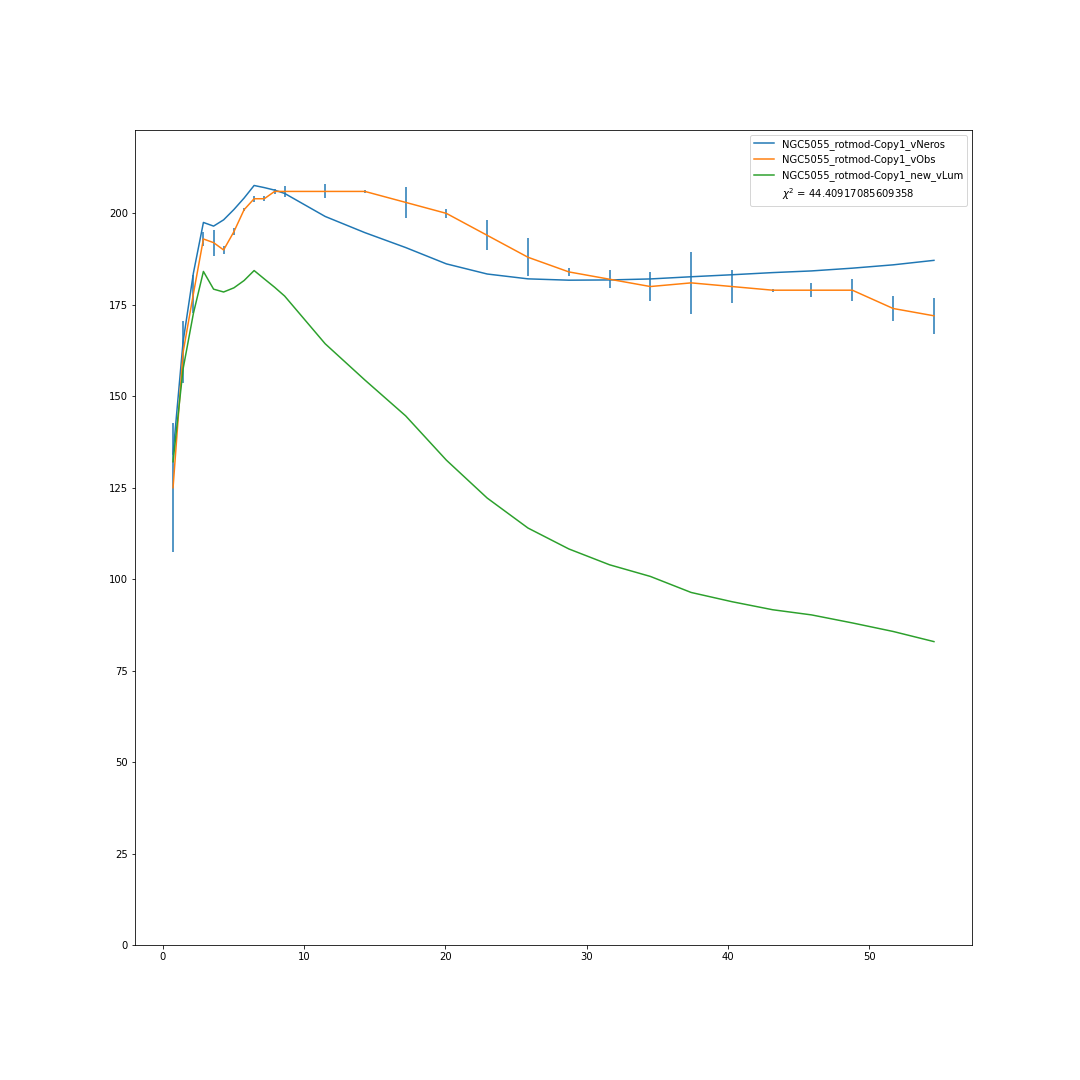 NGC5055_rotmod-Copy1_vNeros
NGC5055_rotmod-Copy1_vObs
NGC5055_rotmod-Copy1_new_vLum
χ² = 44.40917085609358
200
175
150
125
100
75
50
25
0
0 10 20 30 40 50